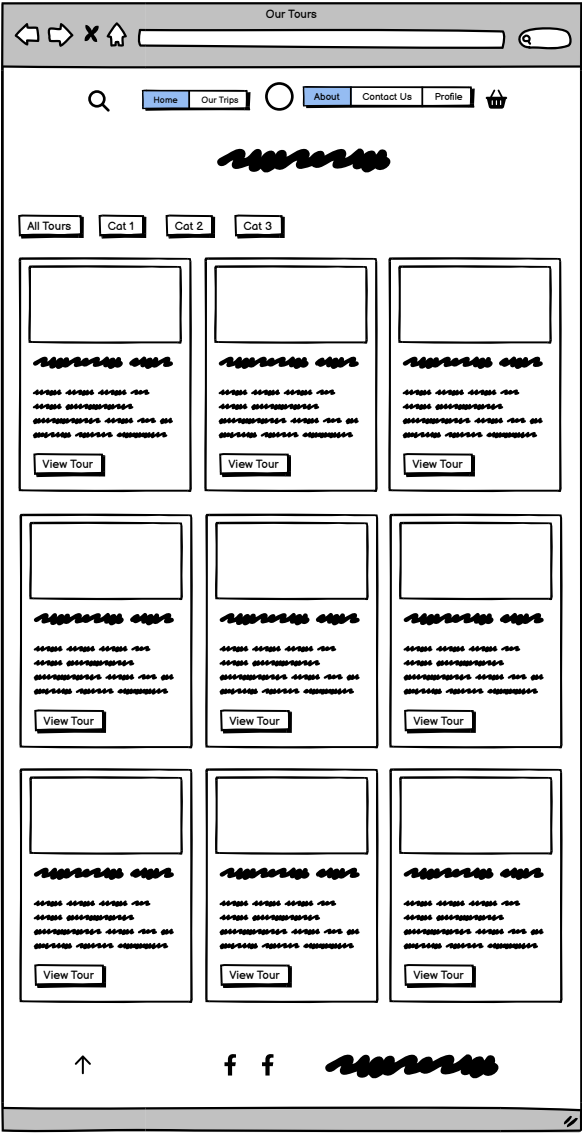 Our Tours
Home Our Trips About Contact Us Profile
All Tours Cat 1 Cat 2 Cat 3
View Tour View Tour View Tour
View Tour View Tour View Tour
View Tour View Tour View Tour